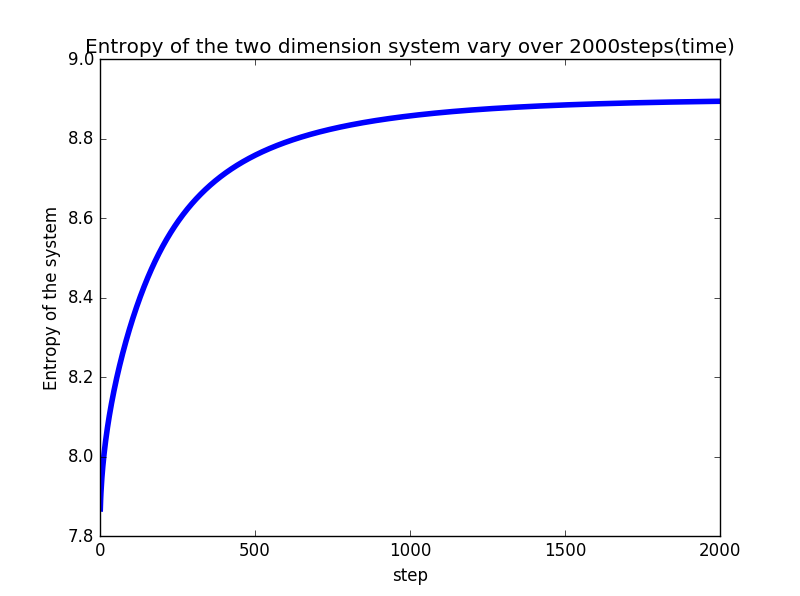 Entropy of the two dimension system vary over 2000steps(time)
9.0
8.8
8.6
8.4
8.2
8.0
7.8
Entropy of the system
0 500 1000 1500 2000
step